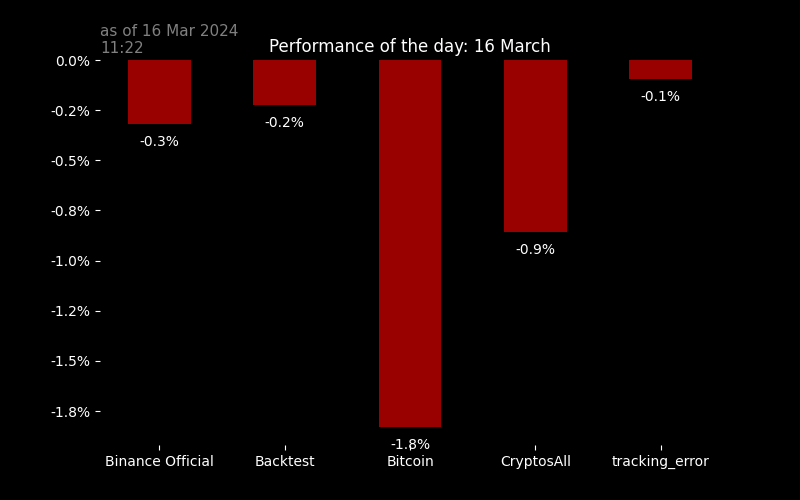 as of 16 Mar 2024
11:22
Performance of the day: 16 March
0.0%
-0.2%
-0.5%
-0.8%
-1.0%
-1.2%
-1.5%
-1.8%
-0.3%
-0.2%
-1.8%
-0.9%
-0.1%
Binance Official
Backtest
Bitcoin
CryptosAll
tracking_error